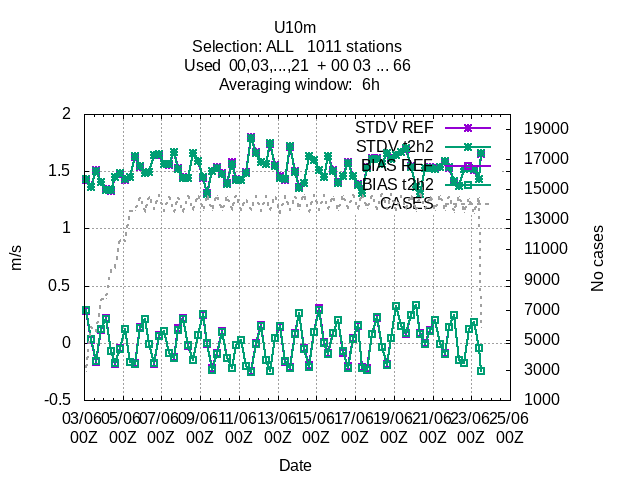 U10m
Selection: ALL   1011 stations
Used  00,03,...,21  + 00 03 ... 66
Averaging window:  6h
STDV REF
STDV t2h2
BIAS REF
BIAS t2h2
CASES
2
1.5
1
0.5
0
-0.5
m/s
19000
17000
15000
13000
11000
9000
7000
5000
3000
1000
No cases
03/06 05/06 07/06 09/06 11/06 13/06 15/06 17/06 19/06 21/06 23/06 25/06
00Z 00Z 00Z 00Z 00Z 00Z 00Z 00Z 00Z 00Z 00Z 00Z
Date